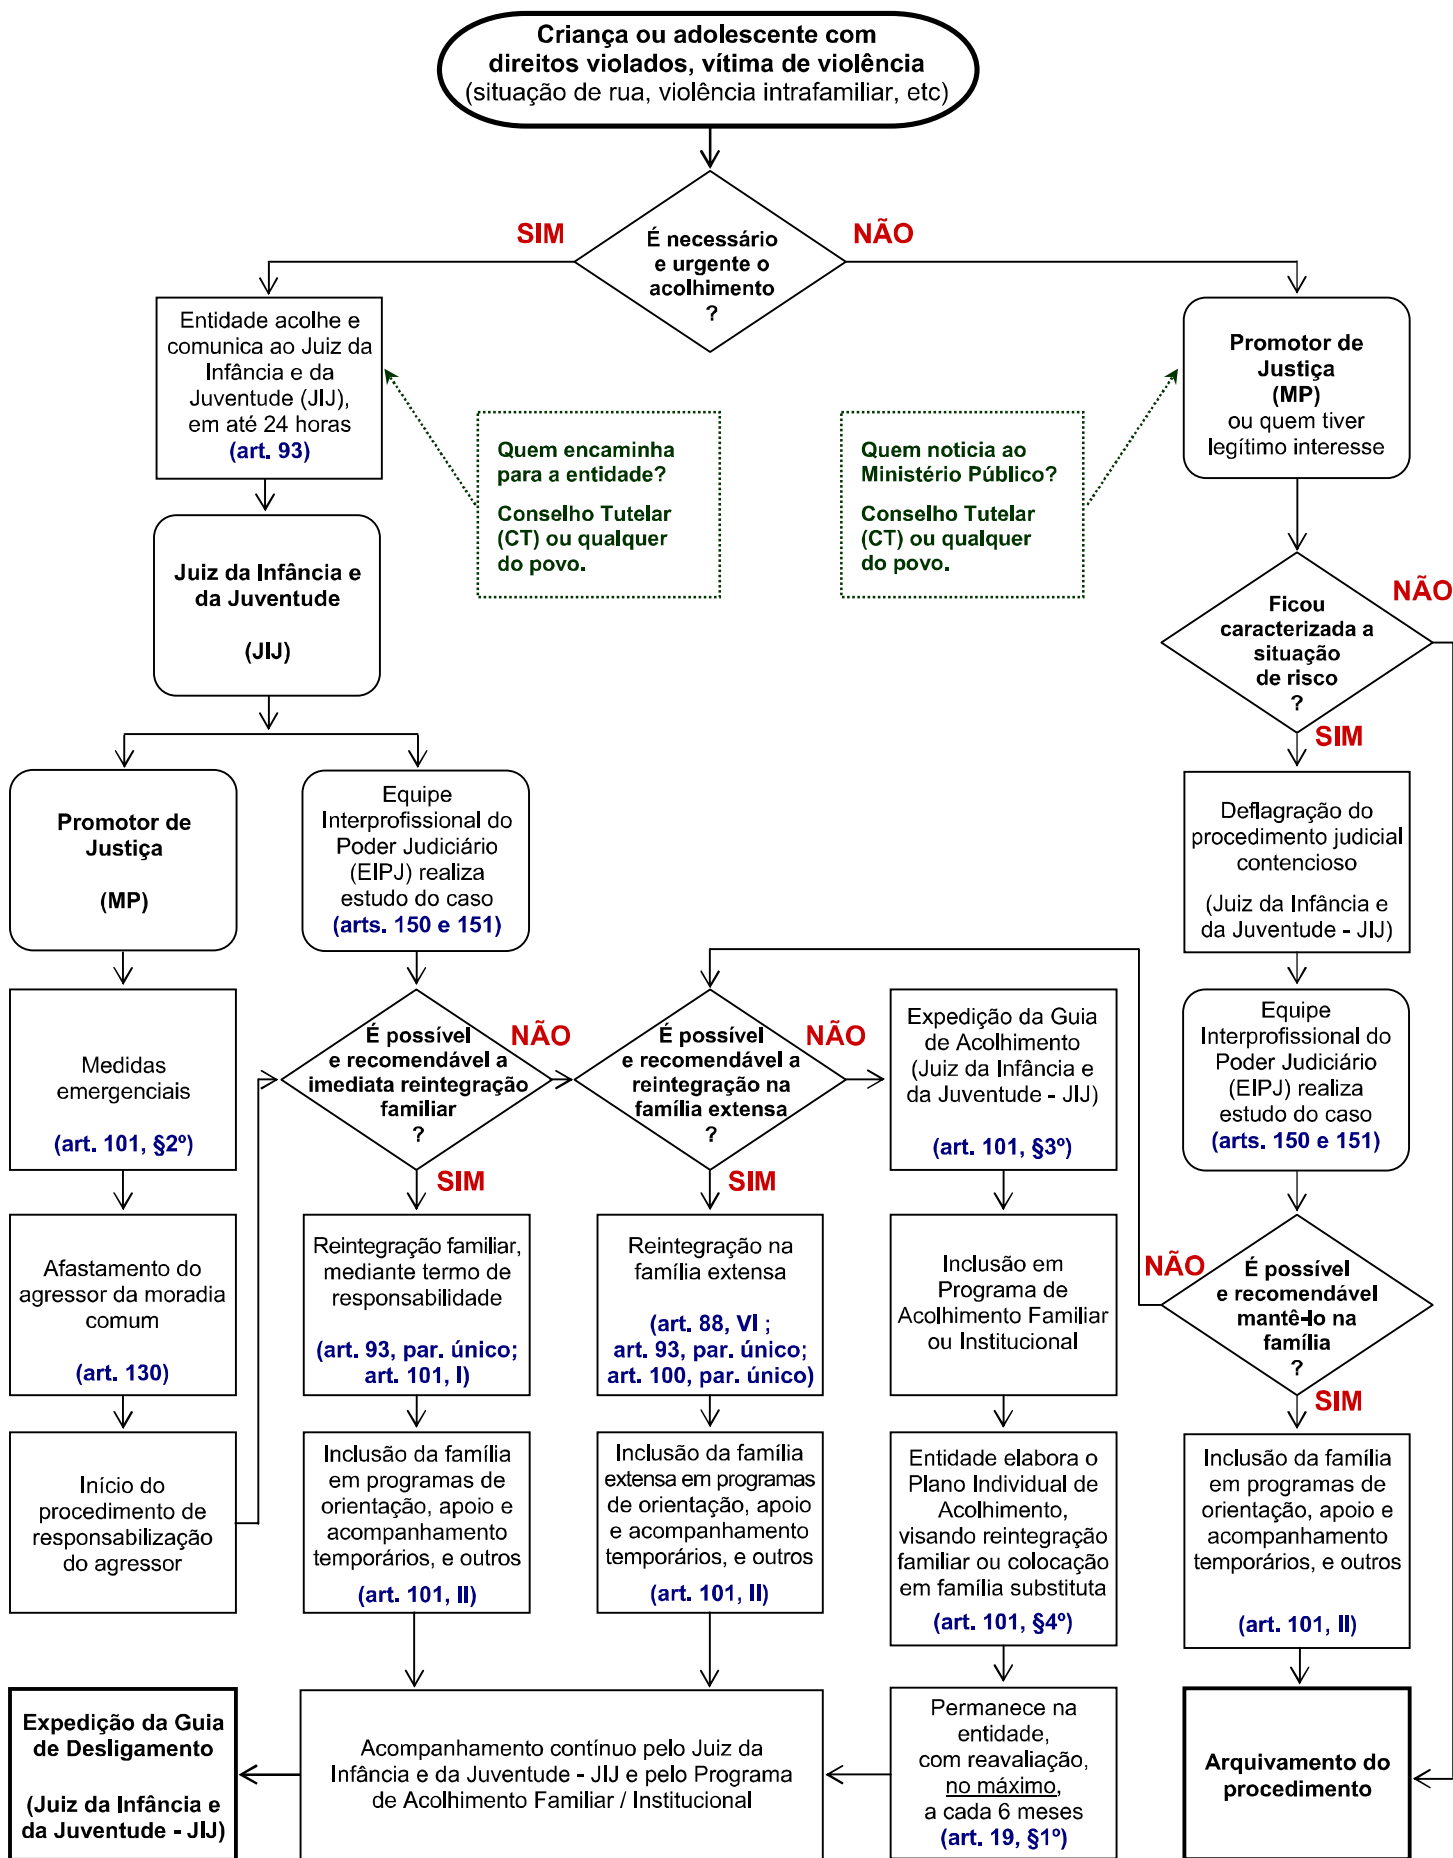 Criança ou adolescente com
direitos violados, vítima de violência
(situação de rua, violência intrafamiliar, etc)
SIM
NÃO
É necessário
e urgente o
acolhimento
?
Entidade acolhe e
comunica ao Juiz da
Infância e da
Juventude (JIJ),
em até 24 horas
(art. 93)
Quem encaminha
para a entidade?
Conselho Tutelar
(CT) ou qualquer
do povo.
Quem noticia ao
Ministério Público?
Conselho Tutelar
(CT) ou qualquer
do povo.
Promotor de
Justiça
(MP)
ou quem tiver
legítimo interesse
Juiz da Infância e
da Juventude
(JIJ)
NÃO
Ficou
caracterizada a
situação
de risco
?
SIM
Promotor de
Justiça
(MP)
Equipe
Interprofissional do
Poder Judiciário
(EIPJ) realiza
estudo do caso
(arts. 150 e 151)
Deflagração do
procedimento judicial
contencioso
(Juiz da Infância e
da Juventude - JIJ)
Medidas
emergenciais
(art. 101, §2º)
É possível
e recomendável a
imediata reintegração
familiar
?
NÃO
SIM
É possível
e recomendável a
reintegração na
família extensa
?
NÃO
SIM
Expedição da Guia
de Acolhimento
(Juiz da Infância e
da Juventude - JIJ)
(art. 101, §3º)
Equipe
Interprofissional do
Poder Judiciário
(EIPJ) realiza
estudo do caso
(arts. 150 e 151)
Afastamento do
agressor da moradia
comum
(art. 130)
Reintegração familiar,
mediante termo de
responsabilidade
(art. 93, par. único;
art. 101, I)
Reintegração na
família extensa
(art. 88, VI ;
art. 93, par. único;
art. 100, par. único)
Inclusão em
Programa de
Acolhimento Familiar
ou Institucional
NÃO
É possível
e recomendável
mantê-lo na
família
?
SIM
Início do
procedimento de
responsabilização
do agressor
Inclusão da família
em programas de
orientação, apoio e
acompanhamento
temporários, e outros
(art. 101, II)
Inclusão da família
extensa em programas
de orientação, apoio
e acompanhamento
temporários, e outros
(art. 101, II)
Entidade elabora o
Plano Individual de
Acolhimento,
visando reintegração
familiar ou colocação
em família substituta
(art. 101, §4º)
Inclusão da família
em programas de
orientação, apoio e
acompanhamento
temporários, e outros
(art. 101, II)
Expedição da Guia
de Desligamento
(Juiz da Infância e
da Juventude - JIJ)
Acompanhamento contínuo pelo Juiz da
Infância e da Juventude - JIJ e pelo Programa
de Acolhimento Familiar / Institucional
Permanece na
entidade,
com reavaliação,
no máximo,
a cada 6 meses
(art. 19, §1º)
Arquivamento do
procedimento